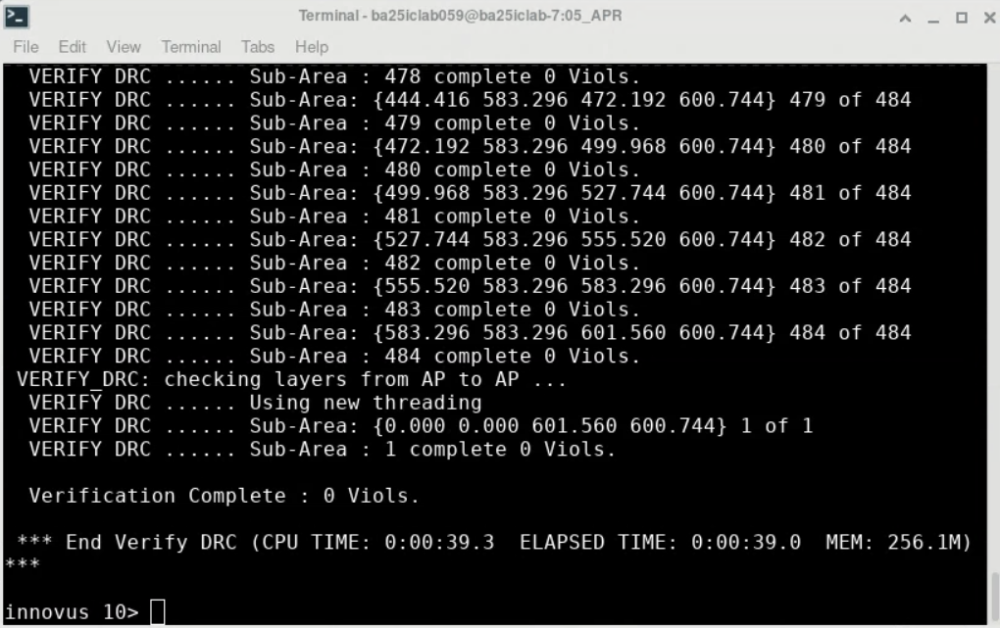 Terminal - ba25iclab059@ba25iclab-7:05_APR
File Edit View Terminal Tabs Help
VERIFY DRC ...... Sub-Area : 478 complete 0 Viols.
VERIFY DRC ...... Sub-Area: {444.416 583.296 472.192 600.744} 479 of 484
VERIFY DRC ...... Sub-Area : 479 complete 0 Viols.
VERIFY DRC ...... Sub-Area: {472.192 583.296 499.968 600.744} 480 of 484
VERIFY DRC ...... Sub-Area : 480 complete 0 Viols.
VERIFY DRC ...... Sub-Area: {499.968 583.296 527.744 600.744} 481 of 484
VERIFY DRC ...... Sub-Area : 481 complete 0 Viols.
VERIFY DRC ...... Sub-Area: {527.744 583.296 555.520 600.744} 482 of 484
VERIFY DRC ...... Sub-Area : 482 complete 0 Viols.
VERIFY DRC ...... Sub-Area: {555.520 583.296 583.296 600.744} 483 of 484
VERIFY DRC ...... Sub-Area : 483 complete 0 Viols.
VERIFY DRC ...... Sub-Area: {583.296 583.296 601.560 600.744} 484 of 484
VERIFY DRC ...... Sub-Area : 484 complete 0 Viols.
VERIFY_DRC: checking layers from AP to AP ...
VERIFY DRC ...... Using new threading
VERIFY DRC ...... Sub-Area: {0.000 0.000 601.560 600.744} 1 of 1
VERIFY DRC ...... Sub-Area : 1 complete 0 Viols.
Verification Complete : 0 Viols.
*** End Verify DRC (CPU TIME: 0:00:39.3 ELAPSED TIME: 0:00:39.0 MEM: 256.1M)
***
innovus 10>